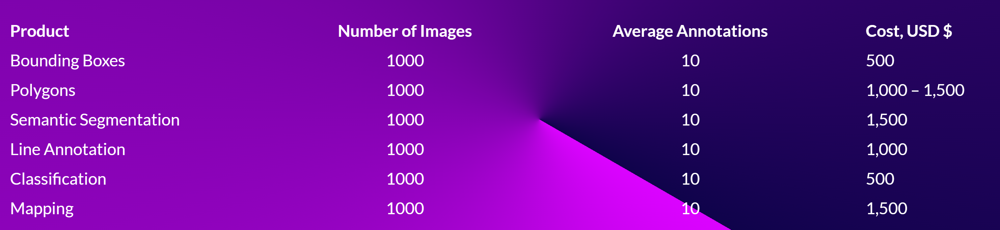 Product Number of Images Average Annotations Cost, USD $
Bounding Boxes 1000 10 500
Polygons 1000 10 1,000 – 1,500
Semantic Segmentation 1000 10 1,500
Line Annotation 1000 10 1,000
Classification 1000 10 500
Mapping 1000 10 1,500